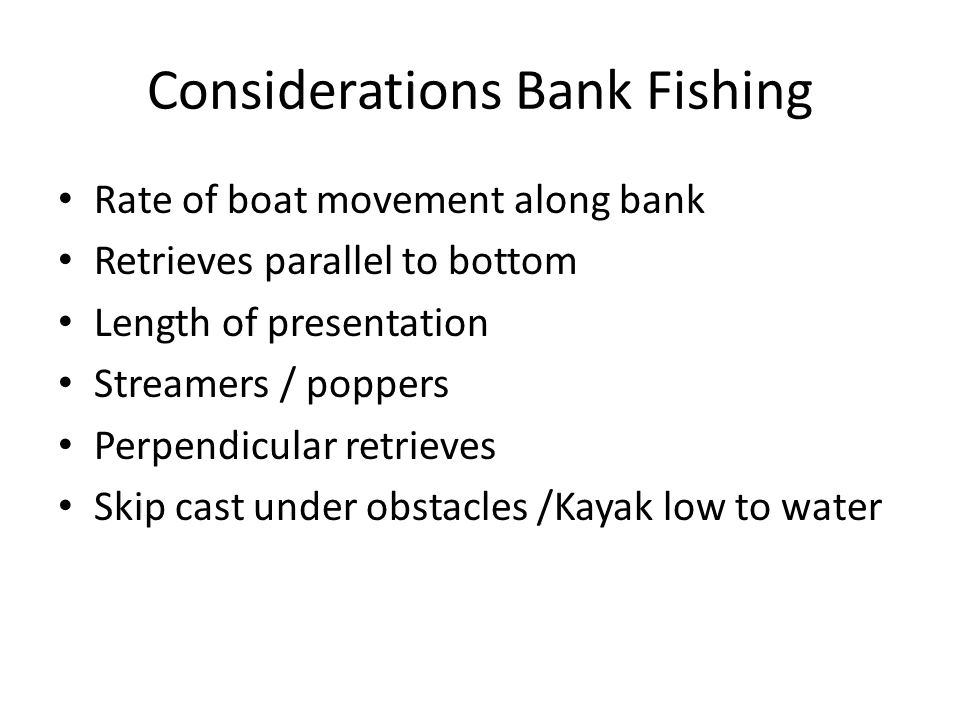 Considerations Bank Fishing
• Rate of boat movement along bank
• Retrieves parallel to bottom
• Length of presentation
• Streamers / poppers
• Perpendicular retrieves
• Skip cast under obstacles /Kayak low to water